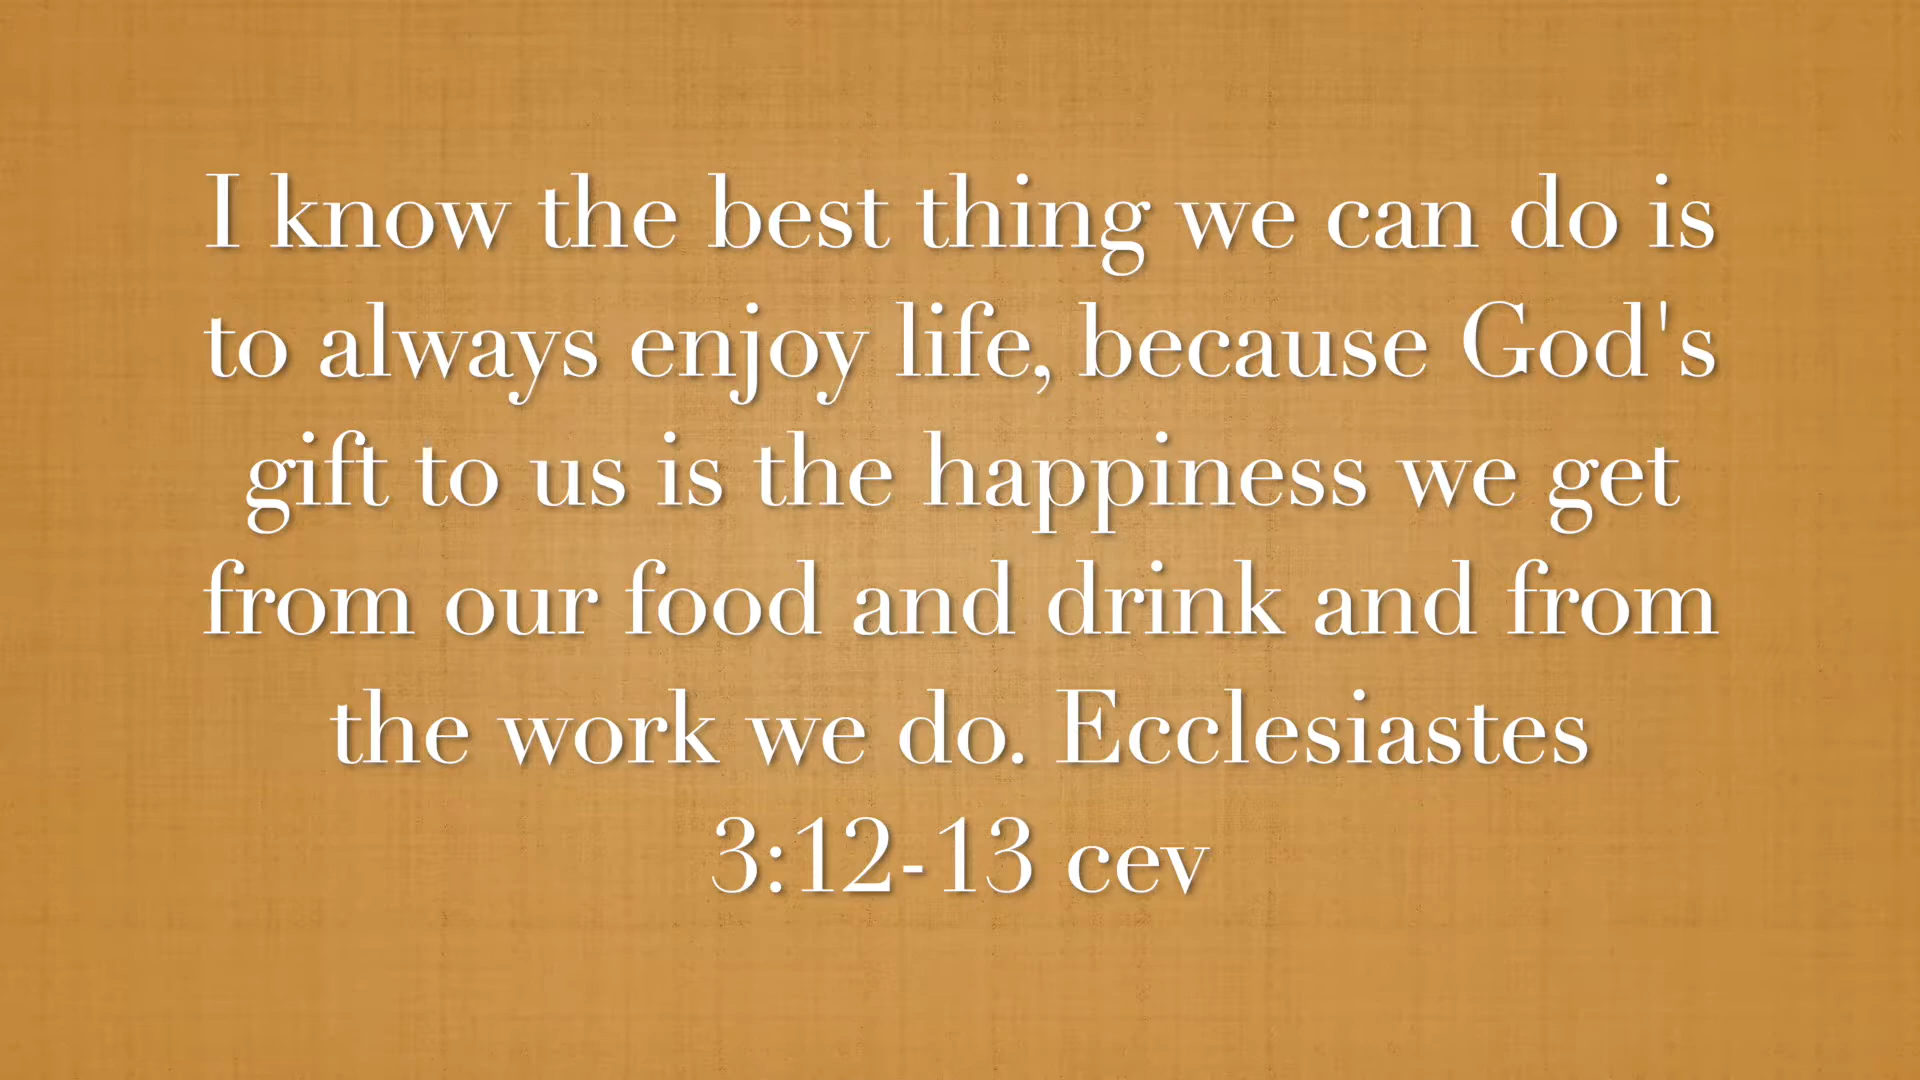 I know the best thing we can do is
to always enjoy life, because God's
gift to us is the happiness we get
from our food and drink and from
the work we do. Ecclesiastes
3:12-13 cev